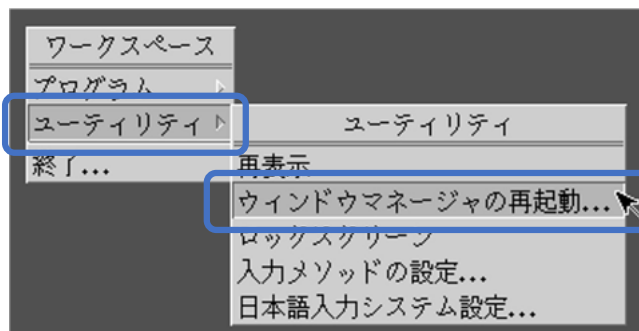 ワークスペース
プログラム
ユーティリティ
終了...
ユーティリティ
再表示
ウィンドウマネージャの再起動...
ロックスクリーン
入力メソッドの設定...
日本語入力システム設定...